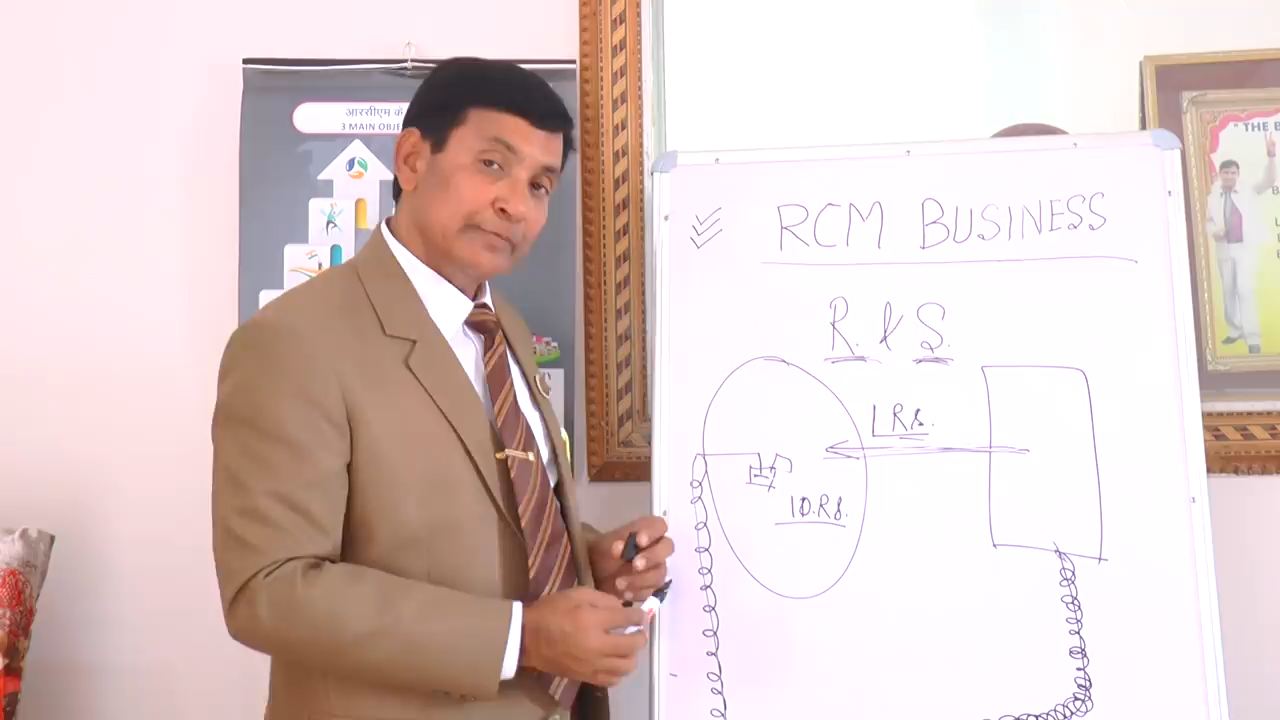 आरसीएम के
3 MAIN OBJE
" THE B
RCM BUSINESS
R. & S.
1 RS.
10.RS.